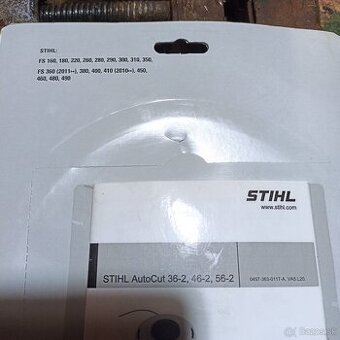 STIHL:
FS 160, 180, 220, 260, 280, 290, 300, 310, 350,
FS 360 (2011→), 380, 400, 410 (2010→), 450,
460, 480, 490
STIHL
www.stihl.com
STIHL AutoCut 36-2, 46-2, 56-2